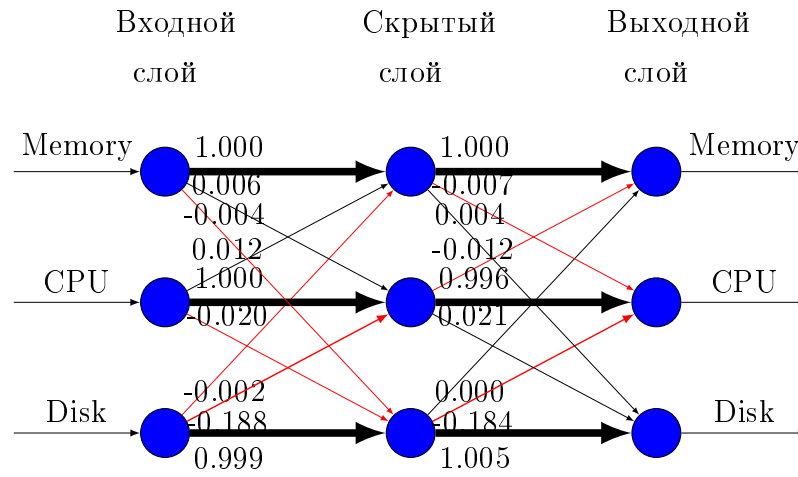 Входной Скрытый Выходной
слой слой слой
Memory 1.000 1.000 Memory
0.006 -0.007
-0.004 0.004
0.012 -0.012
CPU 1.000 0.996 CPU
-0.020 0.021
-0.002 0.000
Disk -0.188 -0.184 Disk
0.999 1.005